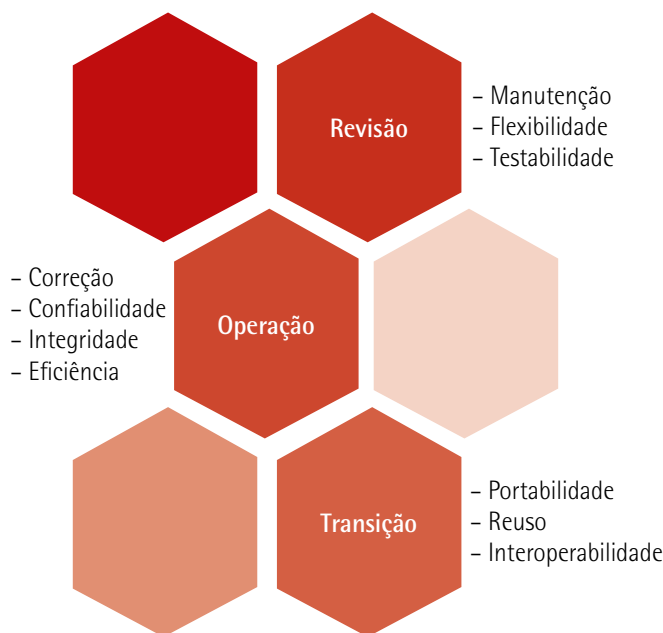 Revisão
– Manutenção
– Flexibilidade
– Testabilidade
– Correção
– Confiabilidade
– Integridade
– Eficiência
Operação
Transição
– Portabilidade
– Reuso
– Interoperabilidade